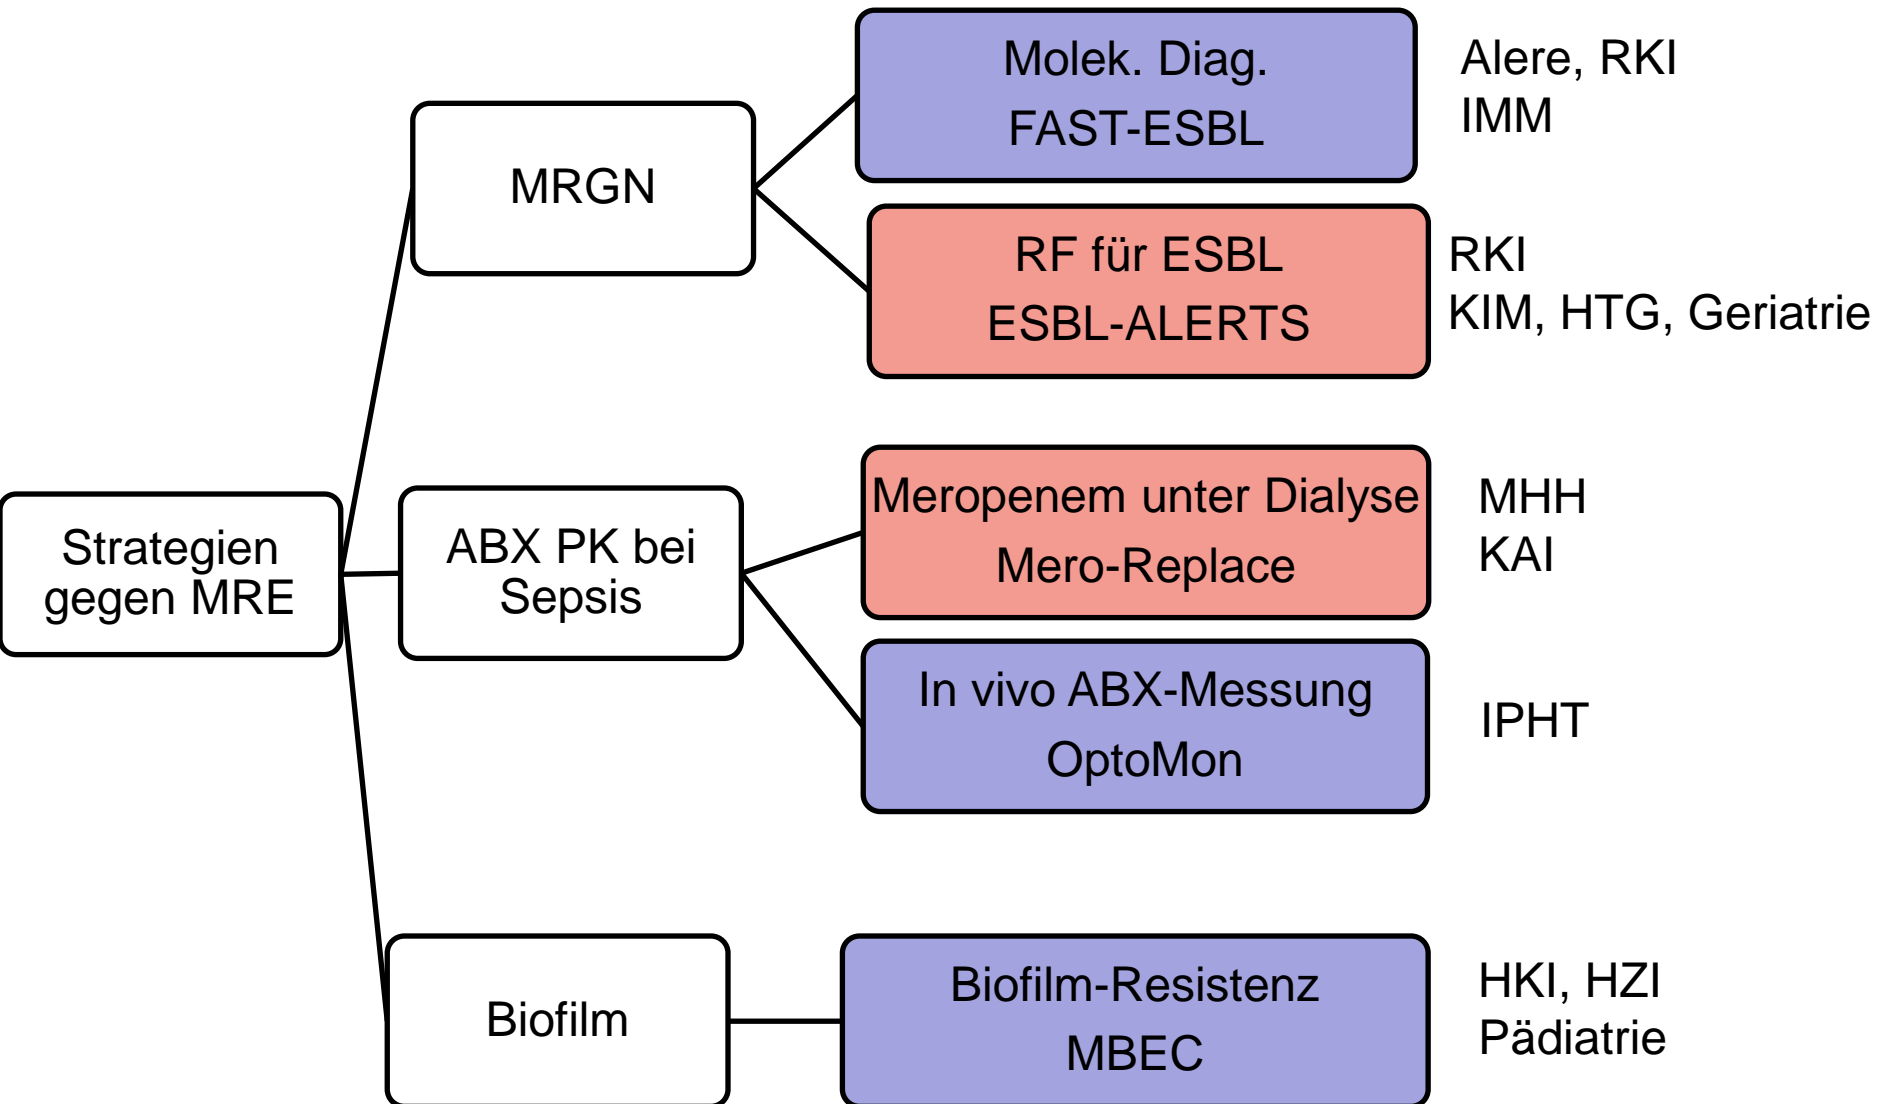 Strategien
gegen MRE
MRGN
Molek. Diag.
FAST-ESBL
Alere, RKI
IMM
RF für ESBL
ESBL-ALERTS
RKI
KIM, HTG, Geriatrie
ABX PK bei
Sepsis
Meropenem unter Dialyse
Mero-Replace
MHH
KAI
In vivo ABX-Messung
OptoMon
IPHT
Biofilm
Biofilm-Resistenz
MBEC
HKI, HZI
Pädiatrie